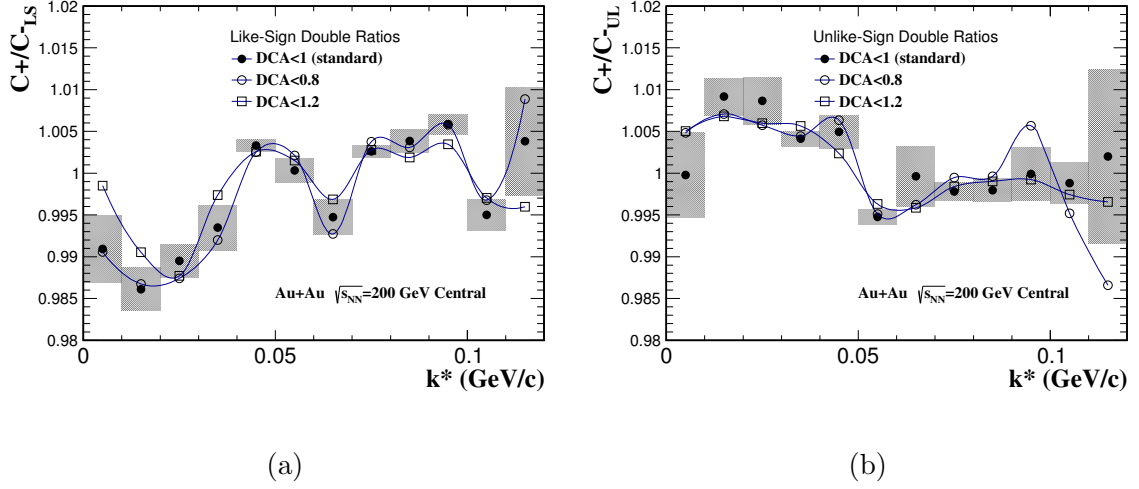 C+/C-LS
1.02
1.015
1.01
1.005
1
0.995
0.99
0.985
0.98
Like-Sign Double Ratios
DCA<1 (standard)
DCA<0.8
DCA<1.2
Au+Au √sNN=200 GeV Central
0 0.05 0.1
k* (GeV/c)
(a)
C+/C-UL
1.02
1.015
1.01
1.005
1
0.995
0.99
0.985
0.98
Unlike-Sign Double Ratios
DCA<1 (standard)
DCA<0.8
DCA<1.2
Au+Au √sNN=200 GeV Central
0 0.05 0.1
k* (GeV/c)
(b)